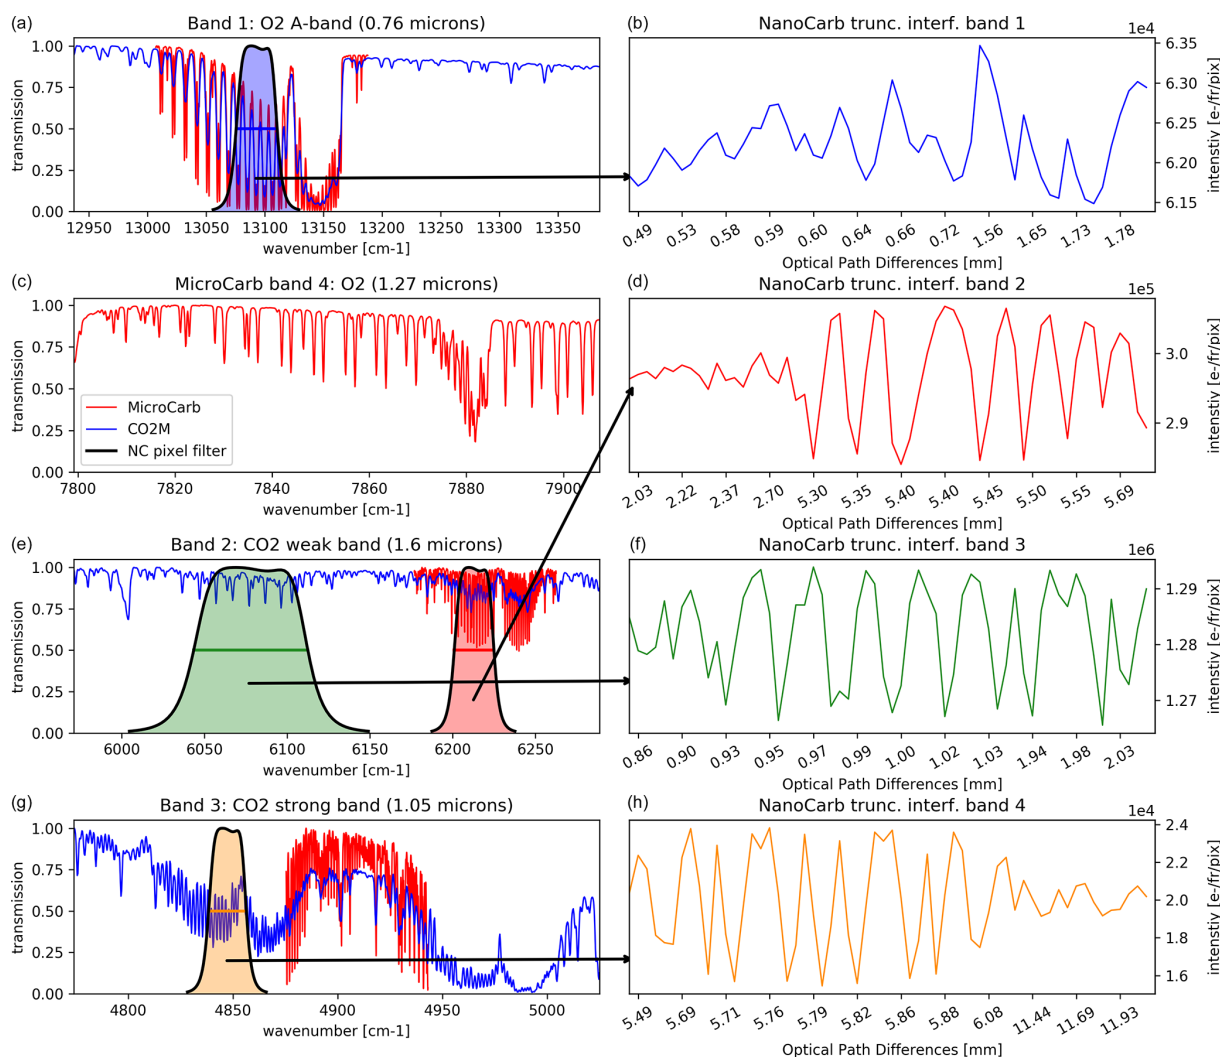 (a)
Band 1: O2 A-band (0.76 microns)
1.00
0.75
0.50
0.25
0.00
transmission
12950 13000 13050 13100 13150 13200 13250 13300 13350
wavenumber [cm-1]
(b)
NanoCarb trunc. interf. band 1
1e4
6.35
6.30
6.25
6.20
6.15
intenstiy [e-/fr/pix]
0.49 0.53 0.58 0.59 0.60 0.64 0.66 0.72 1.56 1.65 1.73 1.78
Optical Path Differences [mm]
(c)
MicroCarb band 4: O2 (1.27 microns)
1.00
0.75
0.50
0.25
0.00
transmission
MicroCarb
CO2M
NC pixel filter
7800 7820 7840 7860 7880 7900
wavenumber [cm-1]
(d)
NanoCarb trunc. interf. band 2
1e5
3.0
2.9
intenstiy [e-/fr/pix]
2.03 2.22 2.37 2.70 5.30 5.35 5.40 5.40 5.45 5.50 5.55 5.69
Optical Path Differences [mm]
(e)
Band 2: CO2 weak band (1.6 microns)
1.00
0.75
0.50
0.25
0.00
transmission
6000 6050 6100 6150 6200 6250
wavenumber [cm-1]
(f)
NanoCarb trunc. interf. band 3
1e6
1.29
1.28
1.27
intenstiy [e-/fr/pix]
0.86 0.90 0.93 0.95 0.97 0.99 1.00 1.02 1.03 1.94 1.98 2.03
Optical Path Differences [mm]
(g)
Band 3: CO2 strong band (1.05 microns)
1.00
0.75
0.50
0.25
0.00
transmission
4800 4850 4900 4950 5000
wavenumber [cm-1]
(h)
NanoCarb trunc. interf. band 4
1e4
2.4
2.2
2.0
1.8
1.6
intenstiy [e-/fr/pix]
5.49 5.69 5.71 5.76 5.79 5.82 5.86 5.88 6.08 11.44 11.69 11.93
Optical Path Differences [mm]